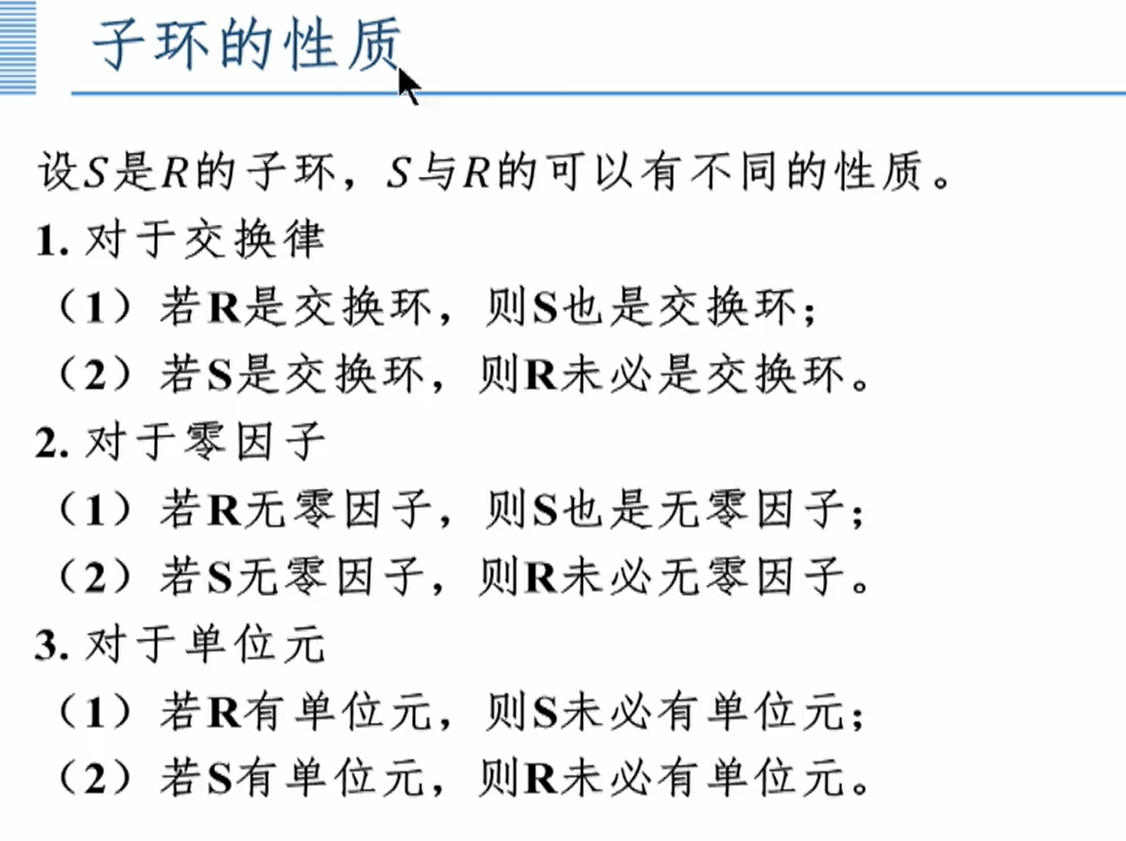 子环的性质
设S是R的子环，S与R的可以有不同的性质。
1. 对于交换律
（1）若R是交换环，则S也是交换环；
（2）若S是交换环，则R未必是交换环。
2. 对于零因子
（1）若R无零因子，则S也是无零因子；
（2）若S无零因子，则R未必无零因子。
3. 对于单位元
（1）若R有单位元，则S未必有单位元；
（2）若S有单位元，则R未必有单位元。